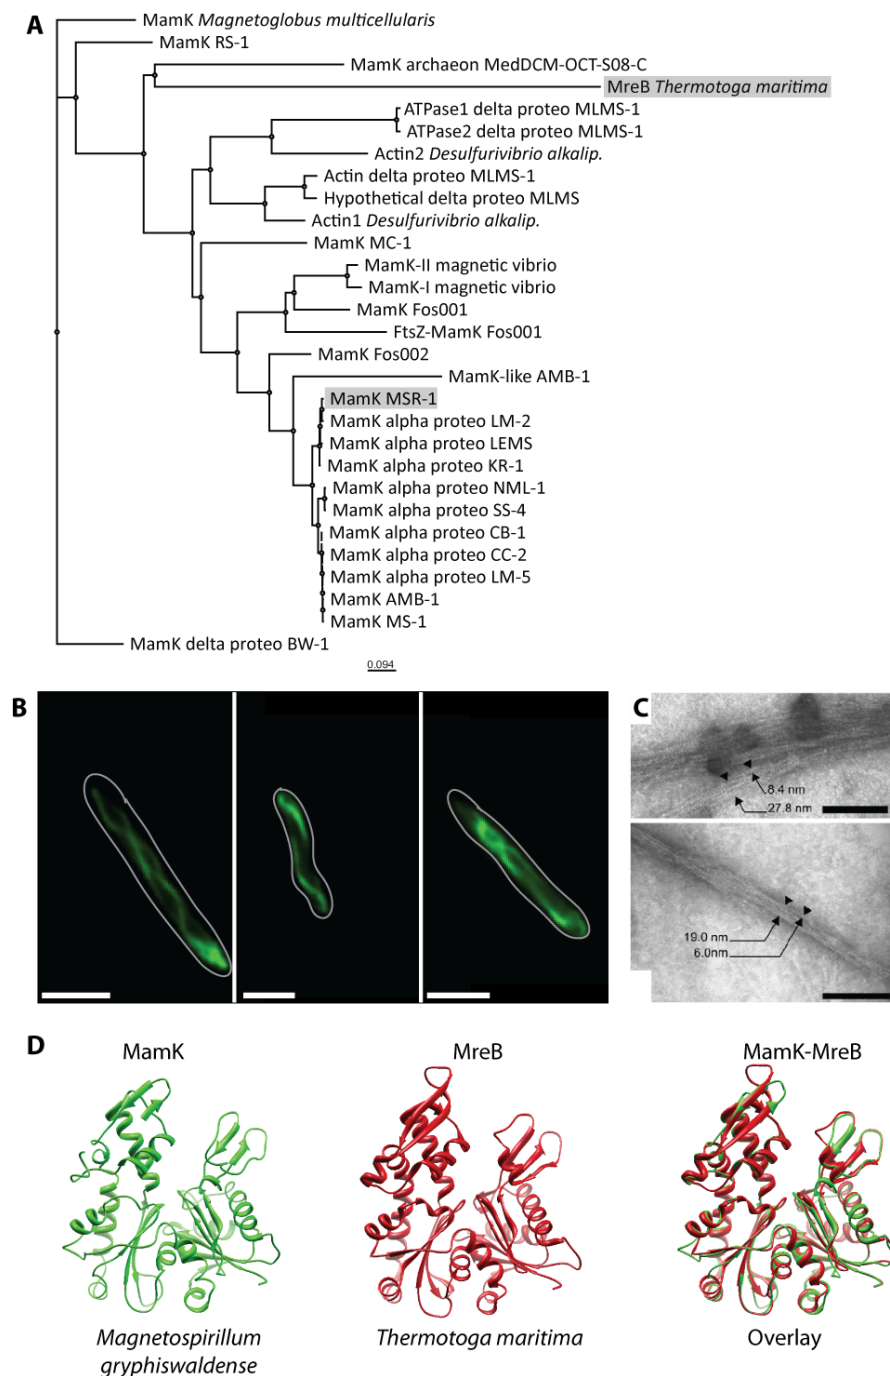 A
MamK Magnetoglobus multicellularis
MamK RS-1
MamK archaeon MedDCM-OCT-S08-C
MreB Thermotoga maritima
ATPase1 delta proteo MLMS-1
ATPase2 delta proteo MLMS-1
Actin2 Desulfurivibrio alkalip.
Actin delta proteo MLMS-1
Hypothetical delta proteo MLMS
Actin1 Desulfurivibrio alkalip.
MamK MC-1
MamK-II magnetic vibrio
MamK-I magnetic vibrio
MamK Fos001
FtsZ-MamK Fos001
MamK Fos002
MamK-like AMB-1
MamK MSR-1
MamK alpha proteo LM-2
MamK alpha proteo LEMS
MamK alpha proteo KR-1
MamK alpha proteo NML-1
MamK alpha proteo SS-4
MamK alpha proteo CB-1
MamK alpha proteo CC-2
MamK alpha proteo LM-5
MamK AMB-1
MamK MS-1
MamK delta proteo BW-1
0.094
B
C
8.4 nm
27.8 nm
19.0 nm
6.0nm
D
MamK
MreB
MamK-MreB
Magnetospirillum
gryphiswaldense
Thermotoga maritima
Overlay